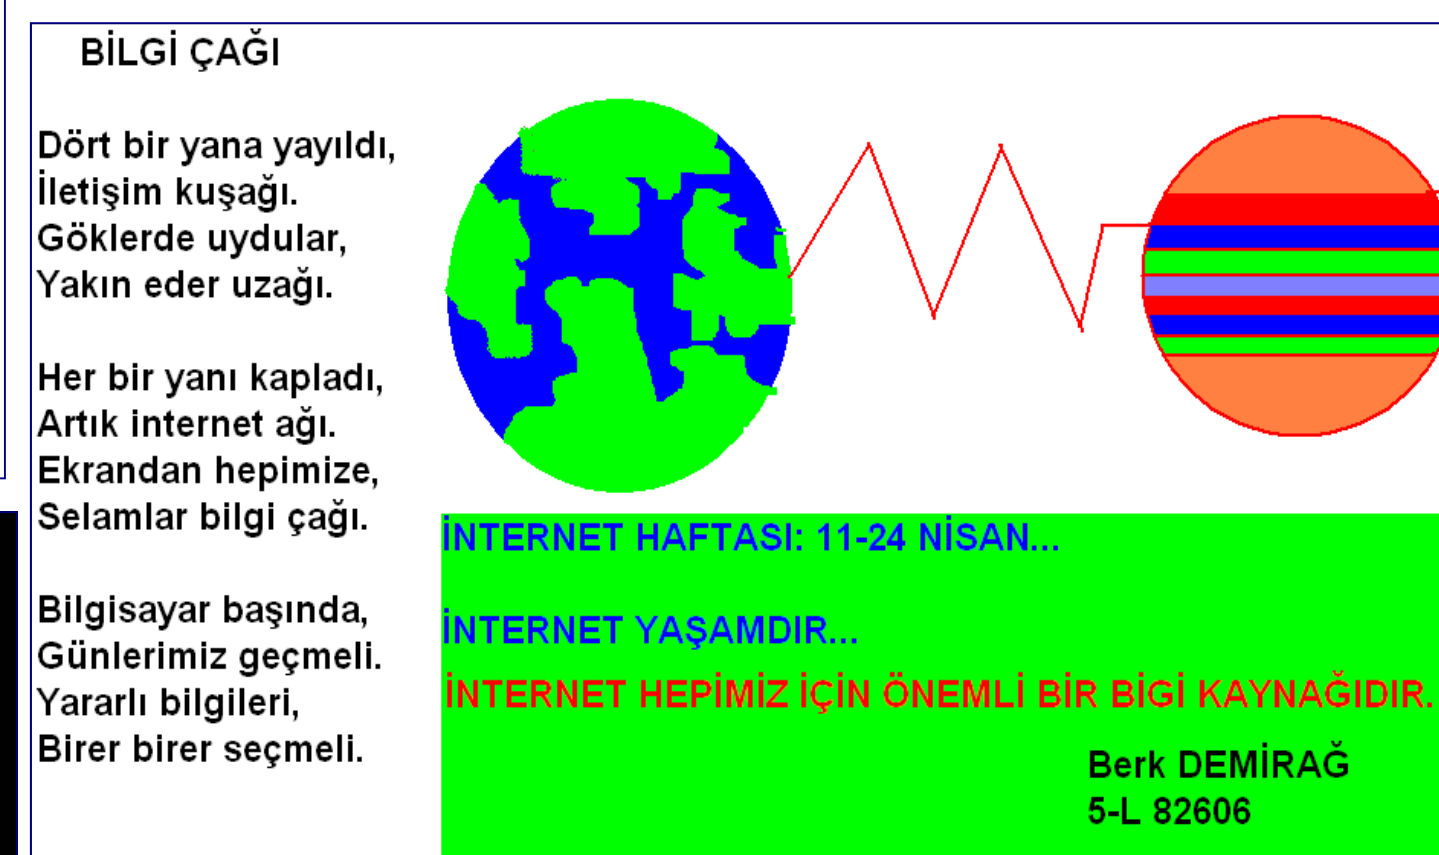 BİLGİ ÇAĞI
Dört bir yana yayıldı,
İletişim kuşağı.
Göklerde uydular,
Yakın eder uzağı.
Her bir yanı kapladı,
Artık internet ağı.
Ekrandan hepimize,
Selamlar bilgi çağı.
Bilgisayar başında,
Günlerimiz geçmeli.
Yararlı bilgileri,
Birer birer seçmeli.
İNTERNET HAFTASI: 11-24 NİSAN...
İNTERNET YAŞAMDIR...
İNTERNET HEPİMİZ İÇİN ÖNEMLİ BİR BİGİ KAYNAĞIDIR.
Berk DEMİRAĞ
5-L 82606